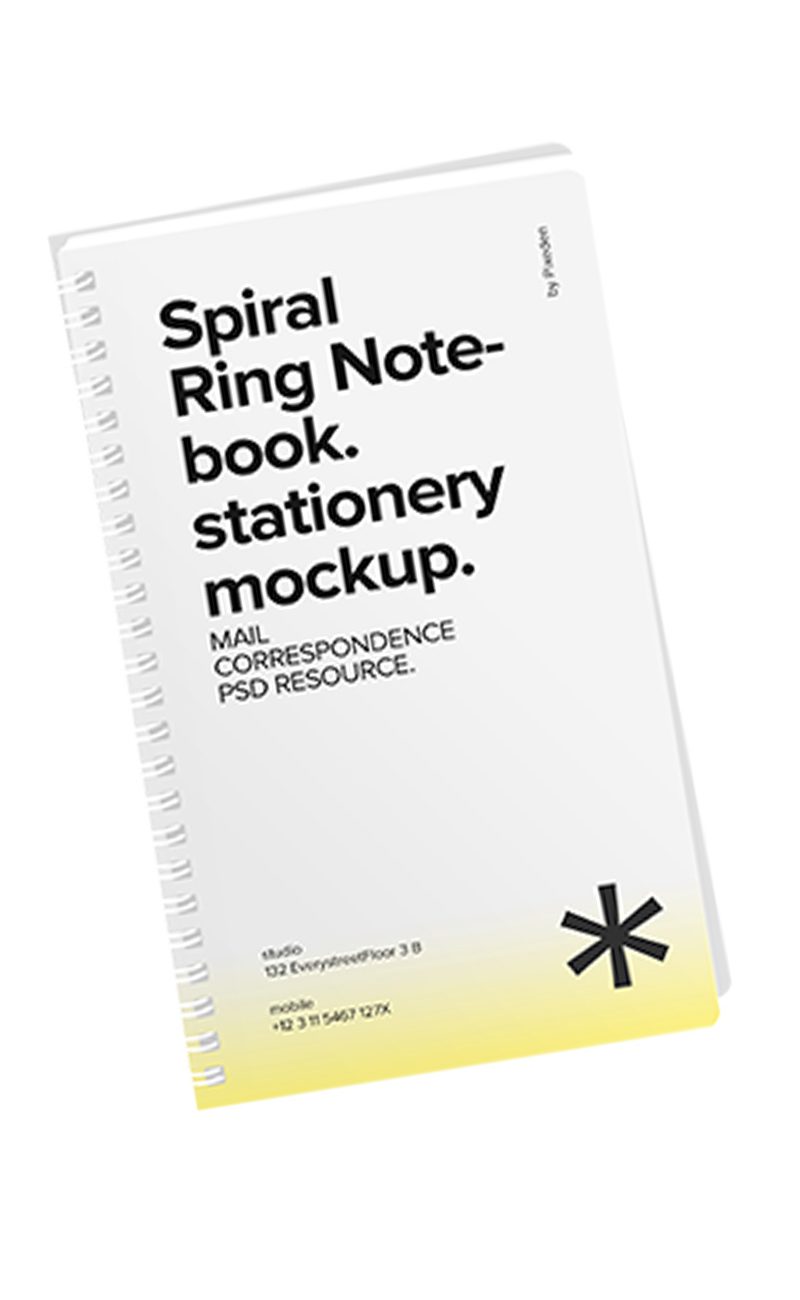 by Pixeden
Spiral
Ring Note-
book.
stationery
mockup.
MAIL
CORRESPONDENCE
PSD RESOURCE.
studio
132 EverystreetFloor 3 B
mobile
+12 3 11 5467 127X